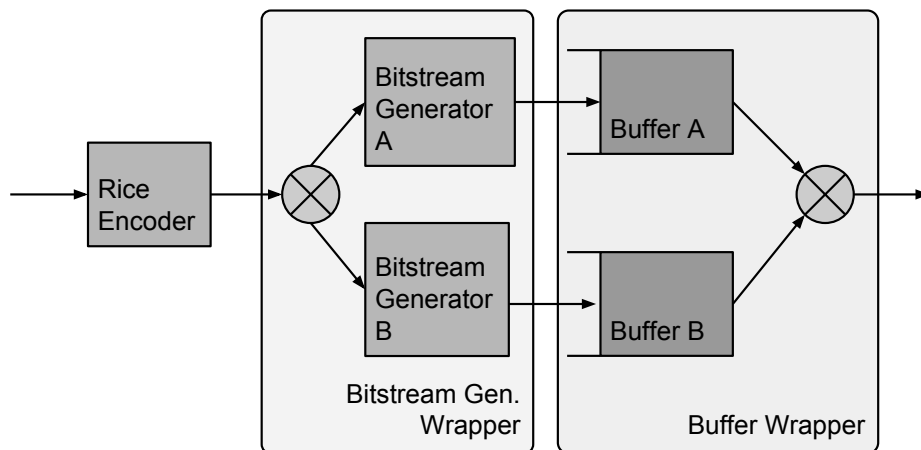 Bitstream
Generator
A
Buffer A
Rice
Encoder
Bitstream
Generator
B
Buffer B
Bitstream Gen.
Wrapper
Buffer Wrapper